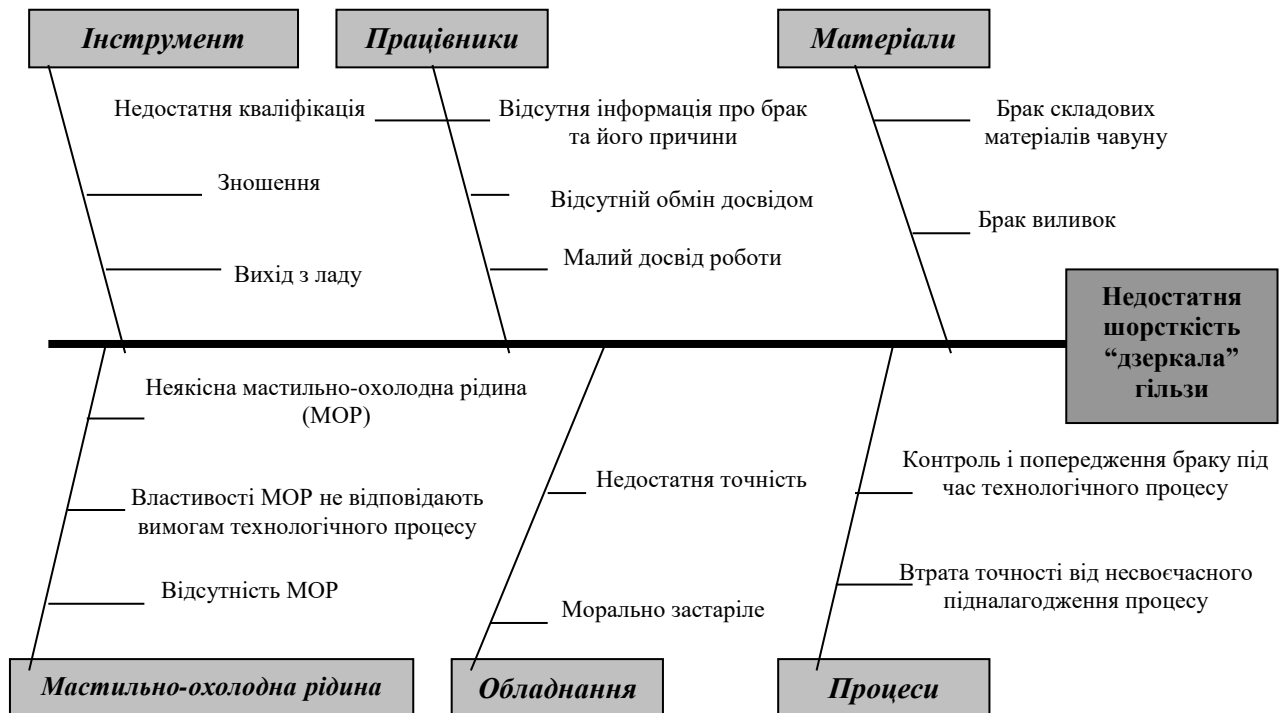 Інструмент
Працівники
Матеріали
Недостатня кваліфікація
Відсутня інформація про брак
та його причини
Брак складових
матеріалів чавуну
Зношення
Відсутній обмін досвідом
Брак виливок
Вихід з ладу
Малий досвід роботи
Недостатня
шорсткість
“дзеркала”
гільзи
Неякісна мастильно-охолодна рідина
(МОР)
Властивості МОР не відповідають
вимогам технологічного процесу
Відсутність МОР
Недостатня точність
Морально застаріле
Контроль і попередження браку під
час технологічного процесу
Втрата точності від несвоєчасного
підналагодження процесу
Мастильно-охолодна рідина
Обладнання
Процеси